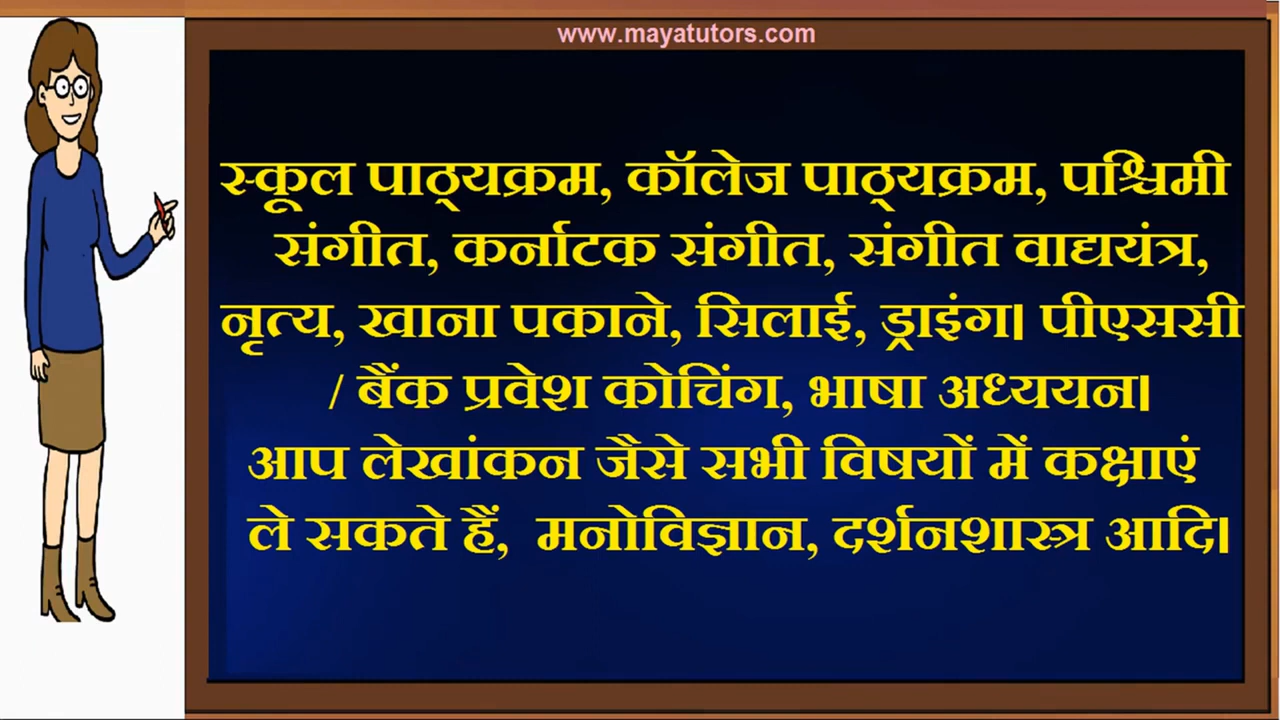 www.mayatutors.com
स्कूल पाठ्यक्रम, कॉलेज पाठ्यक्रम, पश्चिमी
संगीत, कर्नाटक संगीत, संगीत वाद्ययंत्र,
नृत्य, खाना पकाने, सिलाई, ड्राइंग। पीएससी
/ बैंक प्रवेश कोचिंग, भाषा अध्ययन।
आप लेखांकन जैसे सभी विषयों में कक्षाएं
ले सकते हैं, मनोविज्ञान, दर्शनशास्त्र आदि।